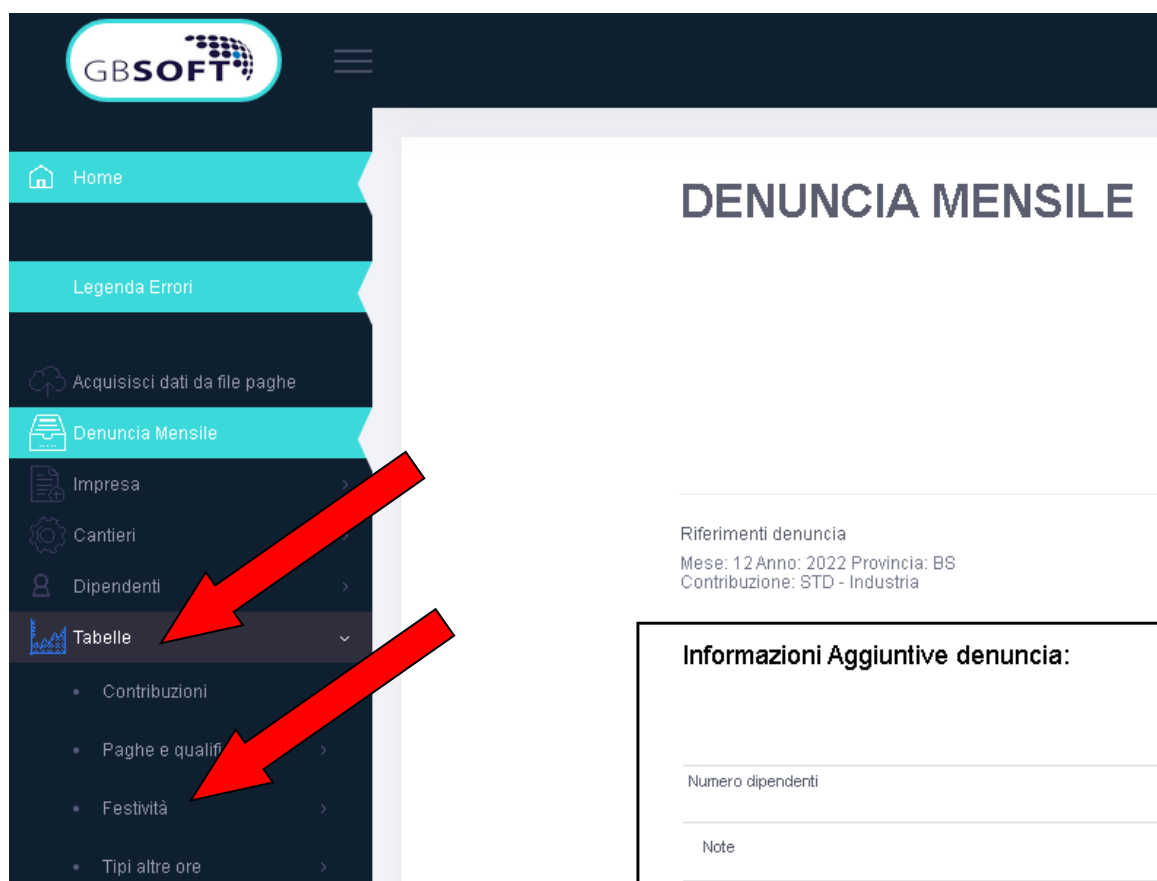 GBSOFT
Home
DENUNCIA MENSILE
Legenda Errori
Acquisisci dati da file paghe
Denuncia Mensile
Impresa
Cantieri
Dipendenti
Tabelle
Contribuzioni
Paghe e
Festività
Tipi altre ore
Riferimenti denuncia
Mese: 12 Anno: 2022 Provincia: BS
Contribuzione: STD - Industria
Informazioni Aggiuntive denuncia:
Numero dipendenti
Note